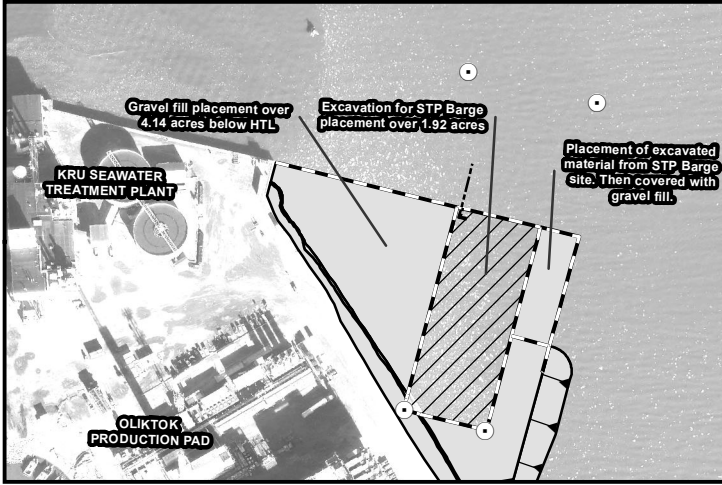 Gravel fill placement over
4.14 acres below HTL
Excavation for STP Barge
placement over 1.92 acres
Placement of excavated
material from STP Barge
site. Then covered with
gravel fill.
KRU SEAWATER
TREATMENT PLANT
OLIKTOK
PRODUCTION PAD